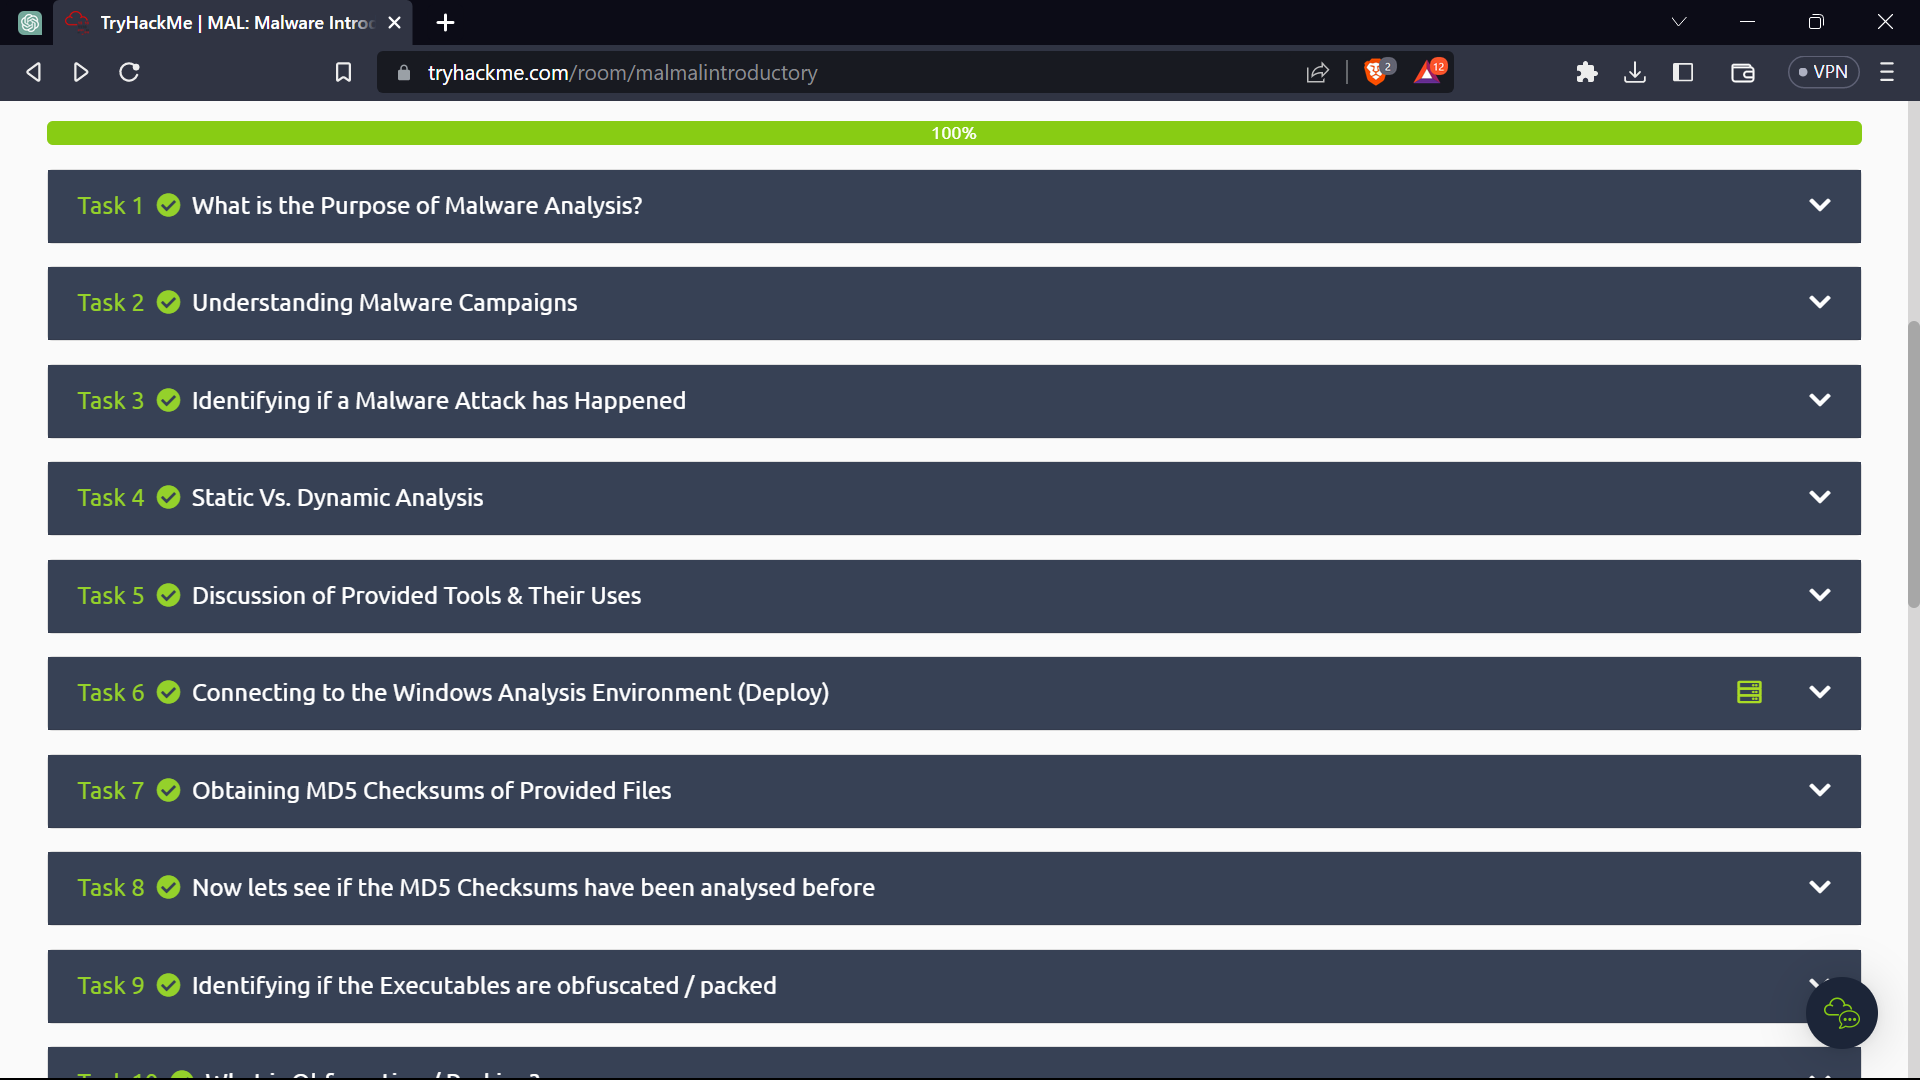 TryHackMe | MAL: Malware Intro
tryhackme.com/room/malmalintroductory
2
12
VPN
100%
Task 1 What is the Purpose of Malware Analysis?
Task 2 Understanding Malware Campaigns
Task 3 Identifying if a Malware Attack has Happened
Task 4 Static Vs. Dynamic Analysis
Task 5 Discussion of Provided Tools & Their Uses
Task 6 Connecting to the Windows Analysis Environment (Deploy)
Task 7 Obtaining MD5 Checksums of Provided Files
Task 8 Now lets see if the MD5 Checksums have been analysed before
Task 9 Identifying if the Executables are obfuscated / packed